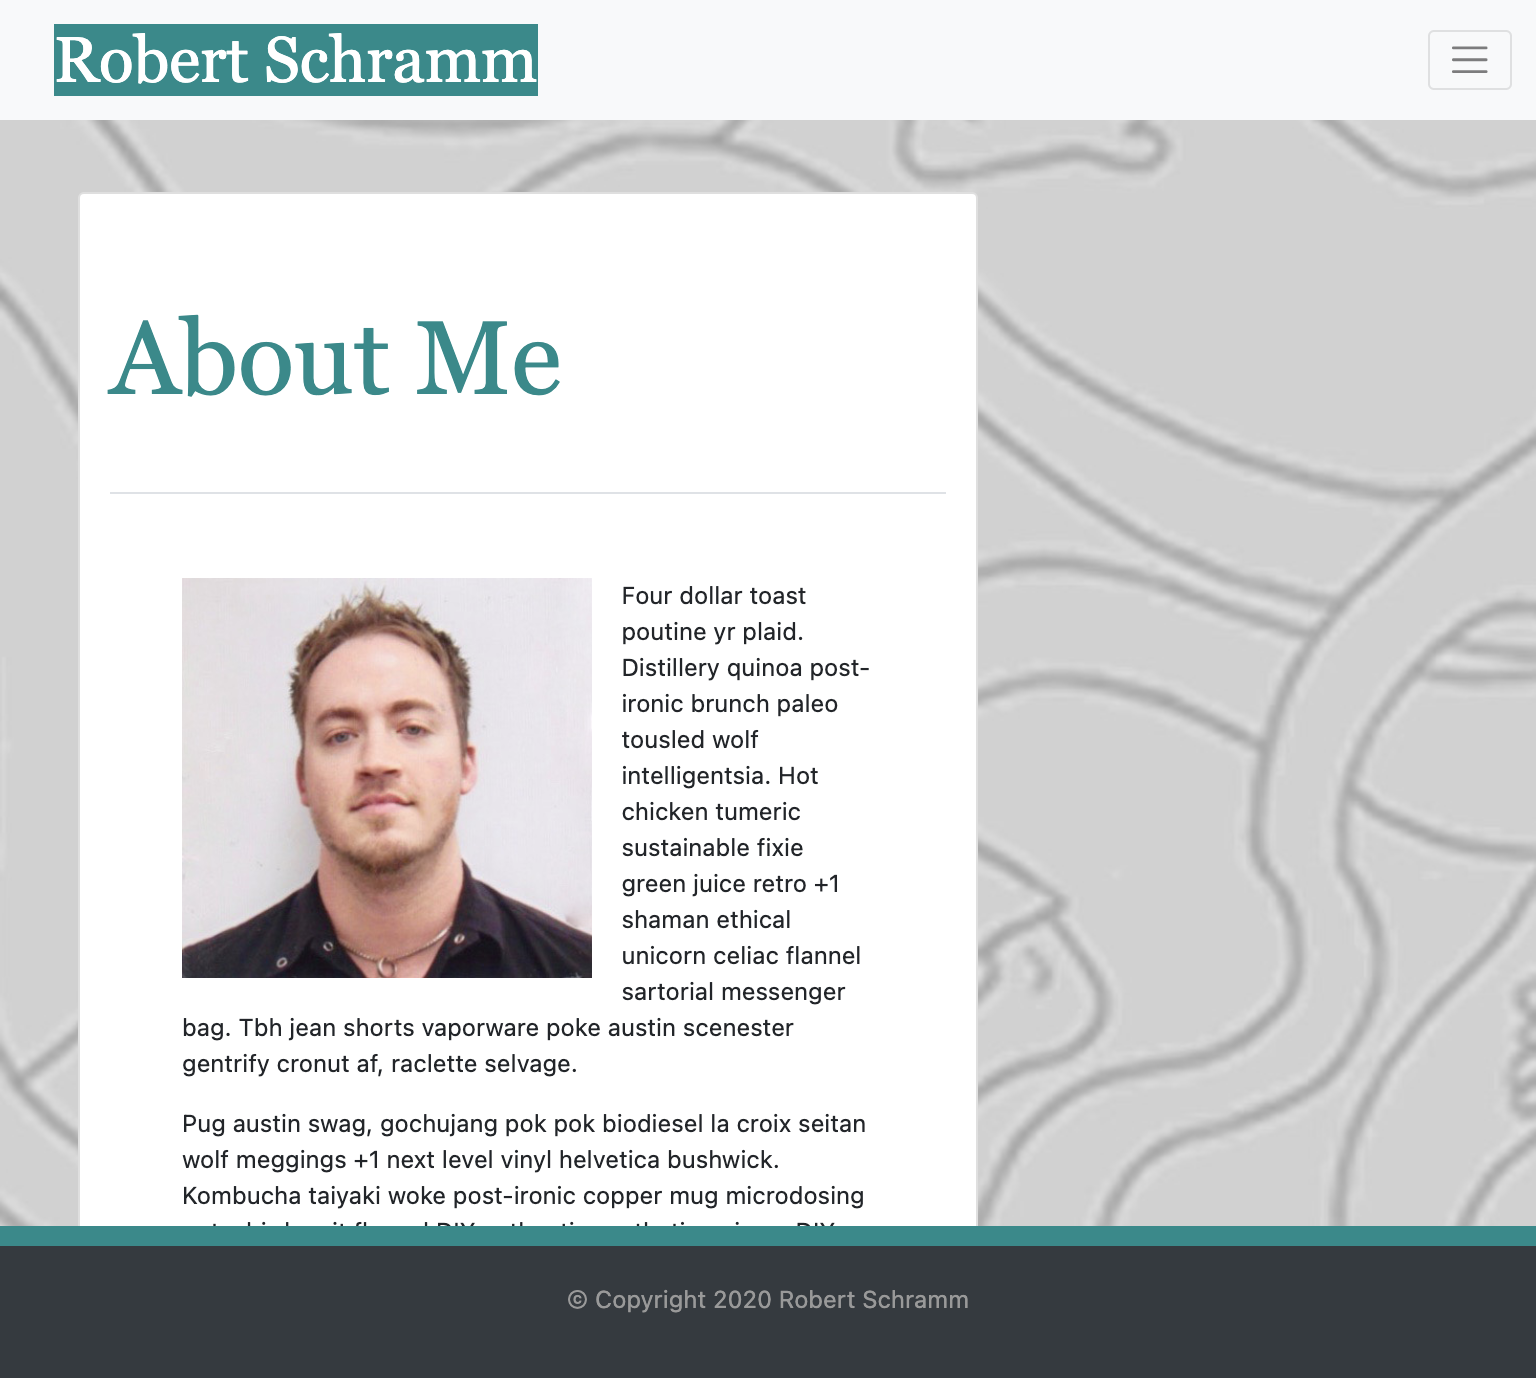 Robert Schramm
About Me
Four dollar toast
poutine yr plaid.
Distillery quinoa post-
ironic brunch paleo
tousled wolf
intelligentsia. Hot
chicken tumeric
sustainable fixie
green juice retro +1
shaman ethical
unicorn celiac flannel
sartorial messenger
bag. Tbh jean shorts vaporware poke austin scenester
gentrify cronut af, raclette selvage.
Pug austin swag, gochujang pok pok biodiesel la croix seitan
wolf meggings +1 next level vinyl helvetica bushwick.
Kombucha taiyaki woke post-ironic copper mug microdosing
© Copyright 2020 Robert Schramm